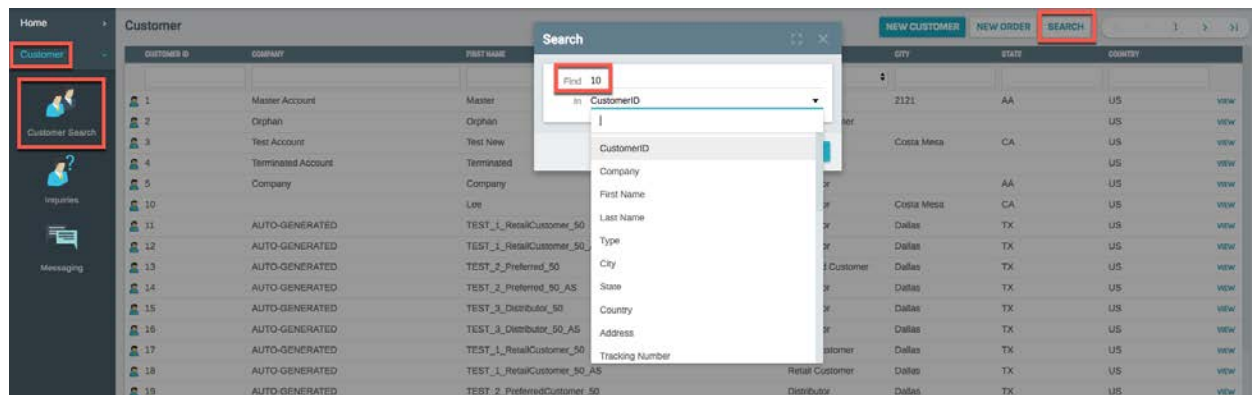 Home
Customer
Customer Search
Inquiries
Messaging
Customer
NEW CUSTOMER NEW ORDER SEARCH 1
CUSTOMER ID COMPANY FIRST NAME CITY STATE COUNTRY
1 Master Account Master 2121 AA US VIEW
2 Orphan Orphan US VIEW
3 Test Account Test New Costa Mesa CA US VIEW
4 Terminated Account Terminated US VIEW
5 Company Company AA US VIEW
10 Lee Costa Mesa CA US VIEW
11 AUTO-GENERATED TEST_1_RetailCustomer_50 Dallas TX US VIEW
12 AUTO-GENERATED TEST_1_RetailCustomer_50_ Dallas TX US VIEW
13 AUTO-GENERATED TEST_2_Preferred_50 d Customer Dallas TX US VIEW
14 AUTO-GENERATED TEST_2_Preferred_50_AS Dallas TX US VIEW
15 AUTO-GENERATED TEST_3_Distributor_50 Dallas TX US VIEW
16 AUTO-GENERATED TEST_3_Distributor_50_AS Dallas TX US VIEW
17 AUTO-GENERATED TEST_1_RetailCustomer_50 Dallas TX US VIEW
18 AUTO-GENERATED TEST_1_RetailCustomer_50_AS Retail Customer Dallas TX US VIEW
19 AUTO-GENERATED TEST_2_PreferredCustomer_50 Distributor Dallas TX US VIEW
Search
Find 10
In CustomerID
CustomerID
Company
First Name
Last Name
Type
City
State
Country
Address
Tracking Number